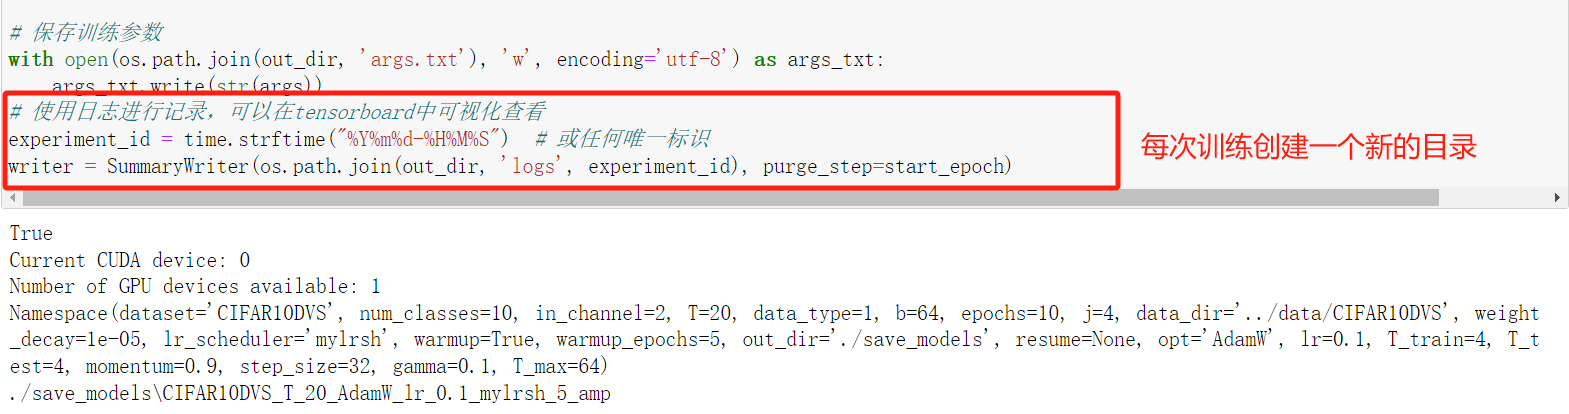 # 保存训练参数
with open(os.path.join(out_dir, 'args.txt'), 'w', encoding='utf-8') as args_txt:
args_txt.write(str(args))
# 使用日志进行记录，可以在tensorboard中可视化查看
experiment_id = time.strftime("%Y%m%d-%H%M%S")  # 或任何唯一标识
writer = SummaryWriter(os.path.join(out_dir, 'logs', experiment_id), purge_step=start_epoch)
每次训练创建一个新的目录
True
Current CUDA device: 0
Number of GPU devices available: 1
Namespace(dataset='CIFAR10DVS', num_classes=10, in_channel=2, T=20, data_type=1, b=64, epochs=10, j=4, data_dir='../data/CIFAR10DVS', weight
_decay=1e-05, lr_scheduler='mylrsh', warmup=True, warmup_epochs=5, out_dir='./save_models', resume=None, opt='AdamW', lr=0.1, T_train=4, T_t
est=4, momentum=0.9, step_size=32, gamma=0.1, T_max=64)
./save_models\CIFAR10DVS_T_20_AdamW_lr_0.1_mylrsh_5_amp